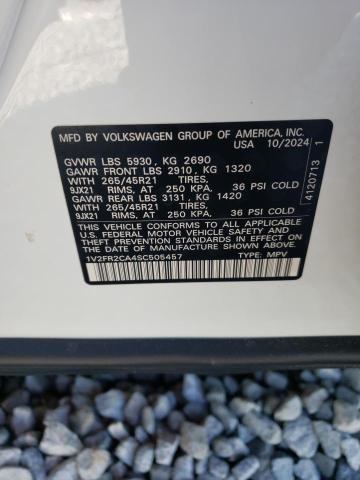 MFD. BY VOLKSWAGEN GROUP OF AMERICA, INC.
USA 10/2024
GVWR LBS 5930, KG 2690
GAWR FRONT LBS 2910, KG 1320
WITH 265/45R21 TIRES,
9JX21 RIMS, AT 250 KPA, 36 PSI COLD
GAWR REAR LBS 3131, KG 1420
WITH 265/45R21 TIRES,
9JX21 RIMS, AT 250 KPA, 36 PSI COLD
THIS VEHICLE CONFORMS TO ALL APPLICABLE
U.S. FEDERAL MOTOR VEHICLE SAFETY AND
THEFT PREVENTION STANDARDS IN EFFECT ON
THE DATE OF MANUFACTURE SHOWN ABOVE.
1V2FR2CA4SC505457 TYPE: MPV
4120713 1